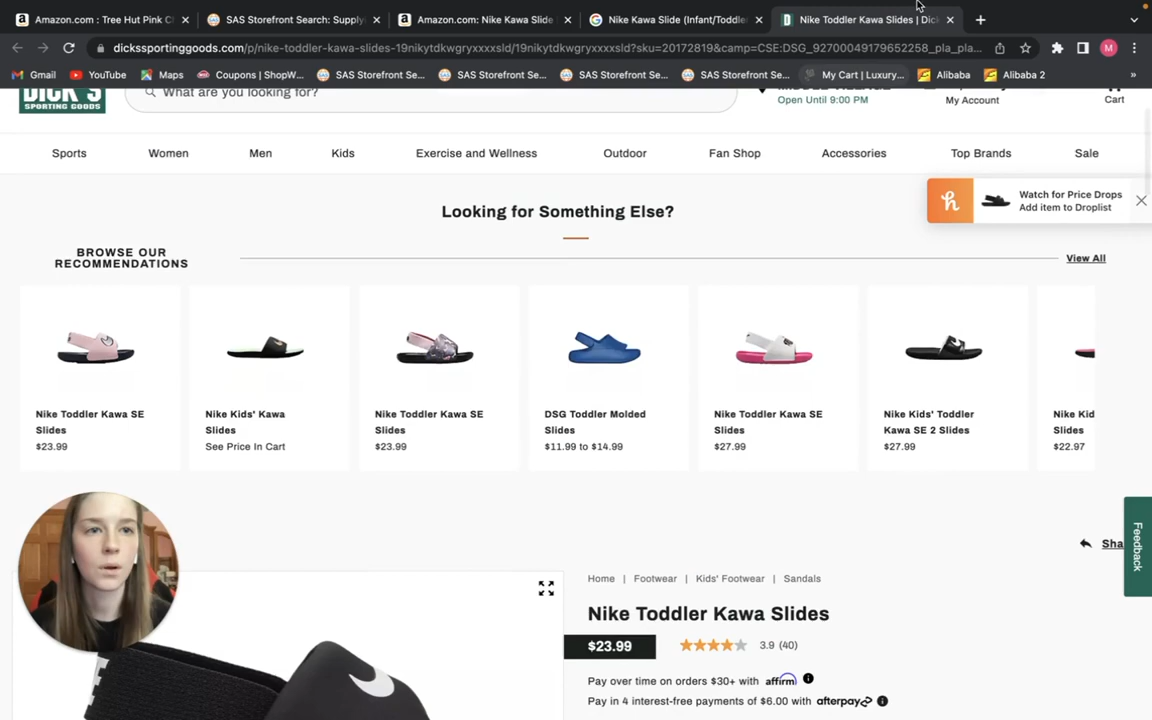 Amazon.com : Tree Hut Pink C
SAS Storefront Search: Supply
Amazon.com: Nike Kawa Slide
Nike Kawa Slide (Infant/Toddle
Nike Toddler Kawa Slides | Dick
dickssportinggoods.com/p/nike-toddler-kawa-slides-19nikytdkwgryxxxxsld/19nikytdkwgryxxxxsld?sku=20172819&camp=CSE:DSG_92700049179652258_pla_pla...
M
Gmail
YouTube
Maps
Coupons | ShopW...
SAS Storefront Se...
SAS Storefront Se...
SAS Storefront Se...
SAS Storefront Se...
My Cart | Luxury...
Alibaba
Alibaba 2
»
DICK'S
SPORTING GOODS
What are you looking for?
Open Until 9:00 PM
My Account
Cart
Sports
Women
Men
Kids
Exercise and Wellness
Outdoor
Fan Shop
Accessories
Top Brands
Sale
h
Watch for Price Drops
Add item to Droplist
Looking for Something Else?
BROWSE OUR
RECOMMENDATIONS
View All
Nike Toddler Kawa SE
Slides
$23.99
Nike Kids' Kawa
Slides
See Price In Cart
Nike Toddler Kawa SE
Slides
$23.99
DSG Toddler Molded
Slides
$11.99 to $14.99
Nike Toddler Kawa SE
Slides
$27.99
Nike Kids' Toddler
Kawa SE 2 Slides
$27.99
Nike Kid
Slides
$22.97
Feedback
Sha
Home | Footwear | Kids' Footwear | Sandals
Nike Toddler Kawa Slides
$23.99
3.9 (40)
Pay over time on orders $30+ with affirm
Pay in 4 interest-free payments of $6.00 with afterpay